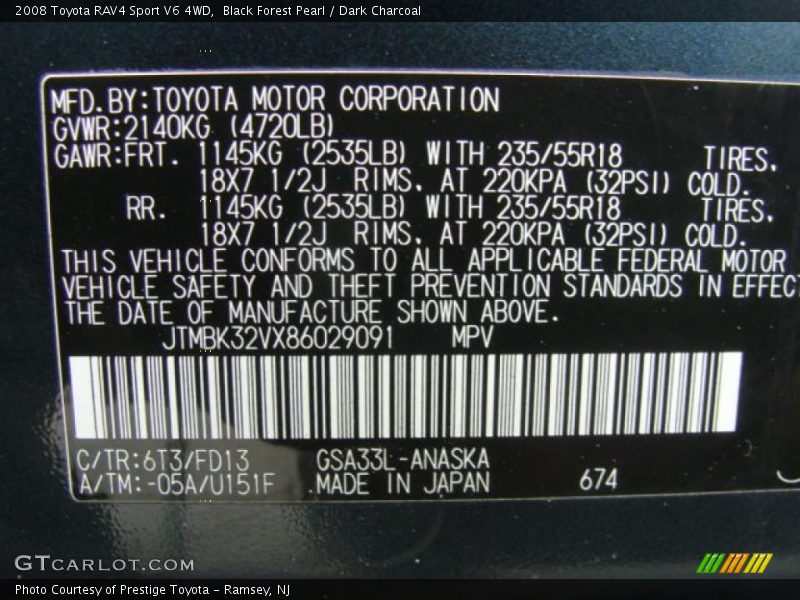 2008 Toyota RAV4 Sport V6 4WD, Black Forest Pearl / Dark Charcoal
MFD.BY:TOYOTA MOTOR CORPORATION
GVWR:2140KG (4720LB)
GAWR:FRT. 1145KG (2535LB) WITH 235/55R18 TIRES.
18X7 1/2J RIMS. AT 220KPA (32PSI) COLD.
RR. 1145KG (2535LB) WITH 235/55R18 TIRES.
18X7 1/2J RIMS. AT 220KPA (32PSI) COLD.
THIS VEHICLE CONFORMS TO ALL APPLICABLE FEDERAL MOTOR
VEHICLE SAFETY AND THEFT PREVENTION STANDARDS IN EFFECT
THE DATE OF MANUFACTURE SHOWN ABOVE.
JTMBK32VX86029091 MPV
C/TR:6T3/FD13 GSA33L-ANASKA
A/TM:-05A/U151F MADE IN JAPAN 674
GTCARLOT.COM
Photo Courtesy of Prestige Toyota - Ramsey, NJ